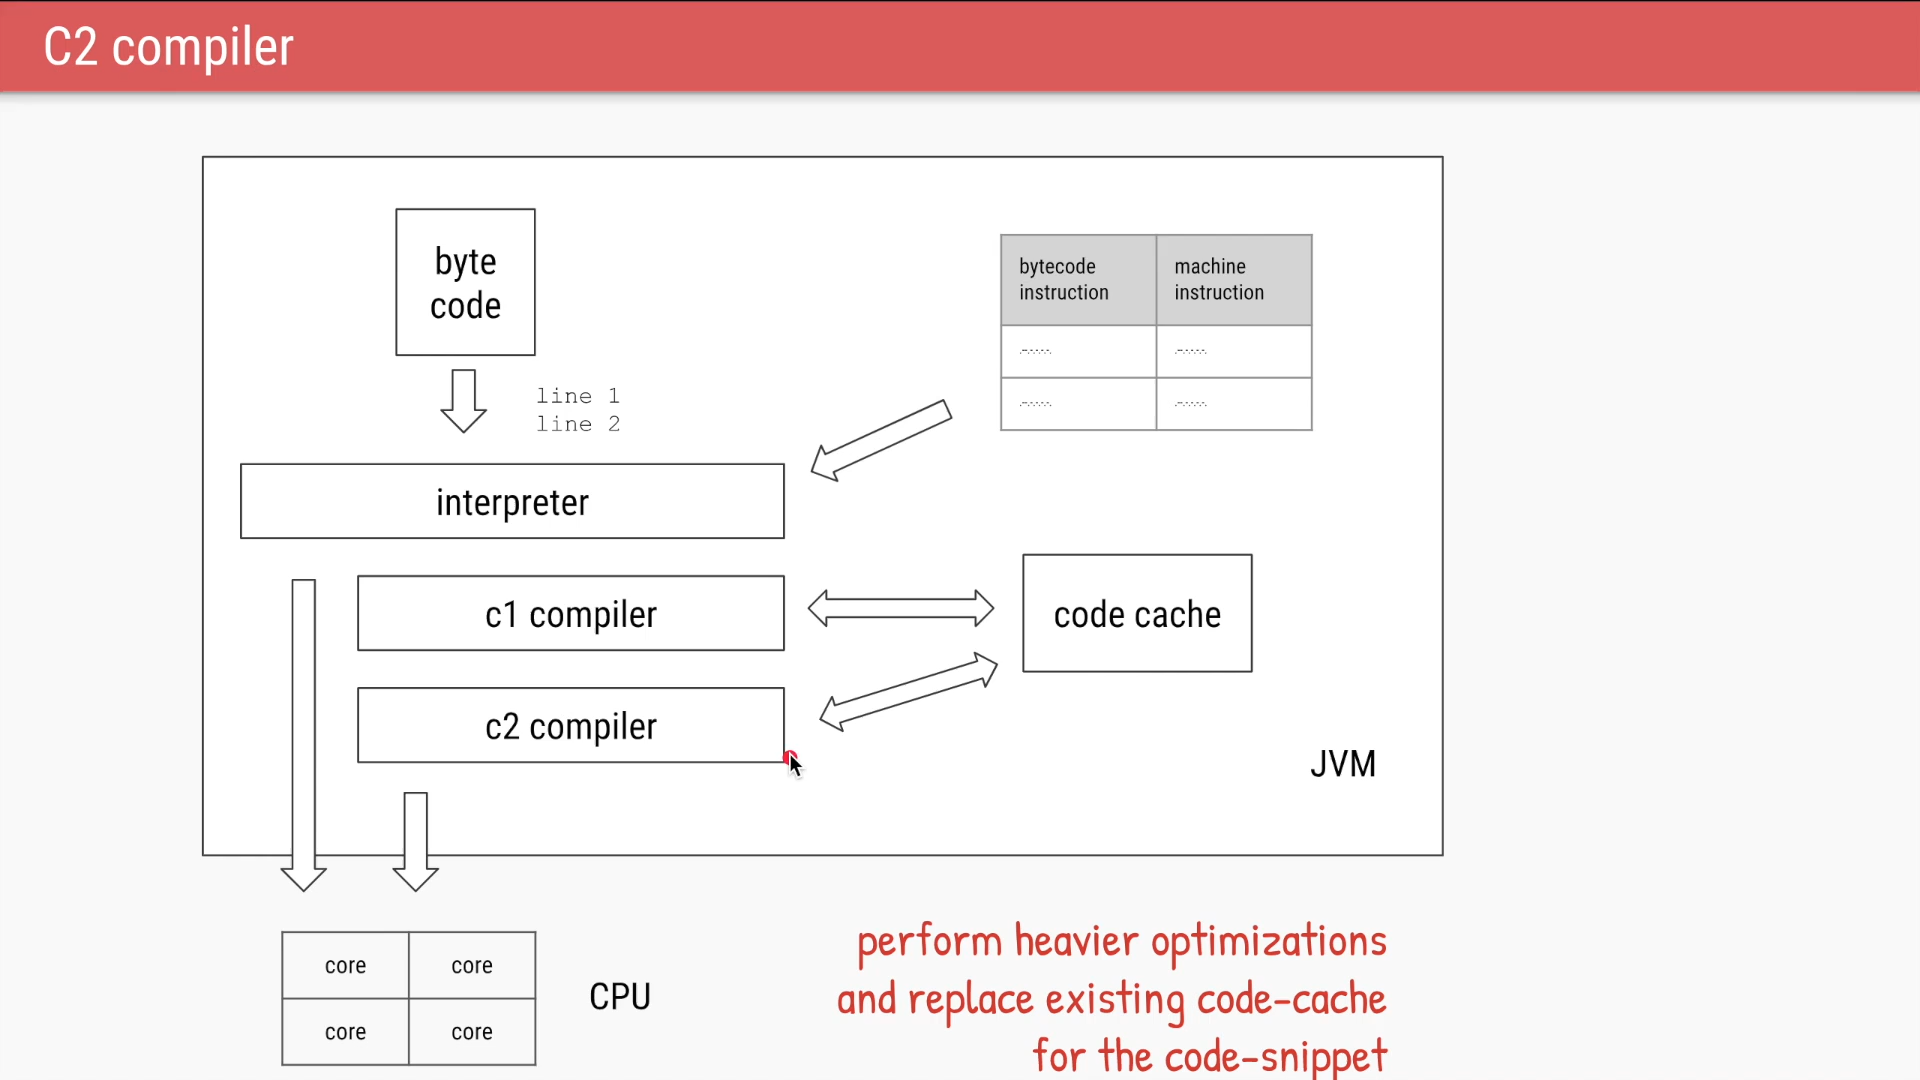 C2 compiler
byte
code
line 1
line 2
bytecode
instruction
machine
instruction
interpreter
c1 compiler
code cache
c2 compiler
JVM
core
core
core
core
CPU
perform heavier optimizations
and replace existing code-cache
for the code-snippet